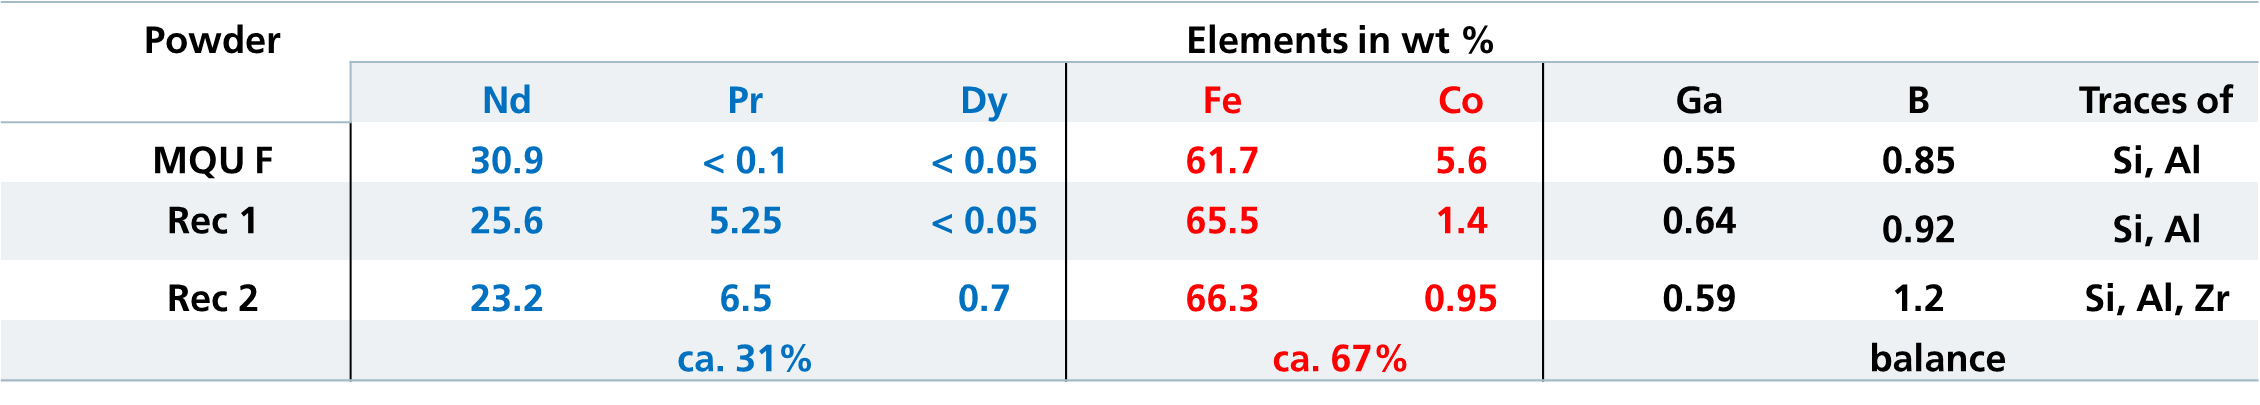 Powder Elements in wt %
Nd Pr Dy Fe Co Ga B Traces of
MQU F 30.9 < 0.1 < 0.05 61.7 5.6 0.55 0.85 Si, Al
Rec 1 25.6 5.25 < 0.05 65.5 1.4 0.64 0.92 Si, Al
Rec 2 23.2 6.5 0.7 66.3 0.95 0.59 1.2 Si, Al, Zr
ca. 31% ca. 67% balance